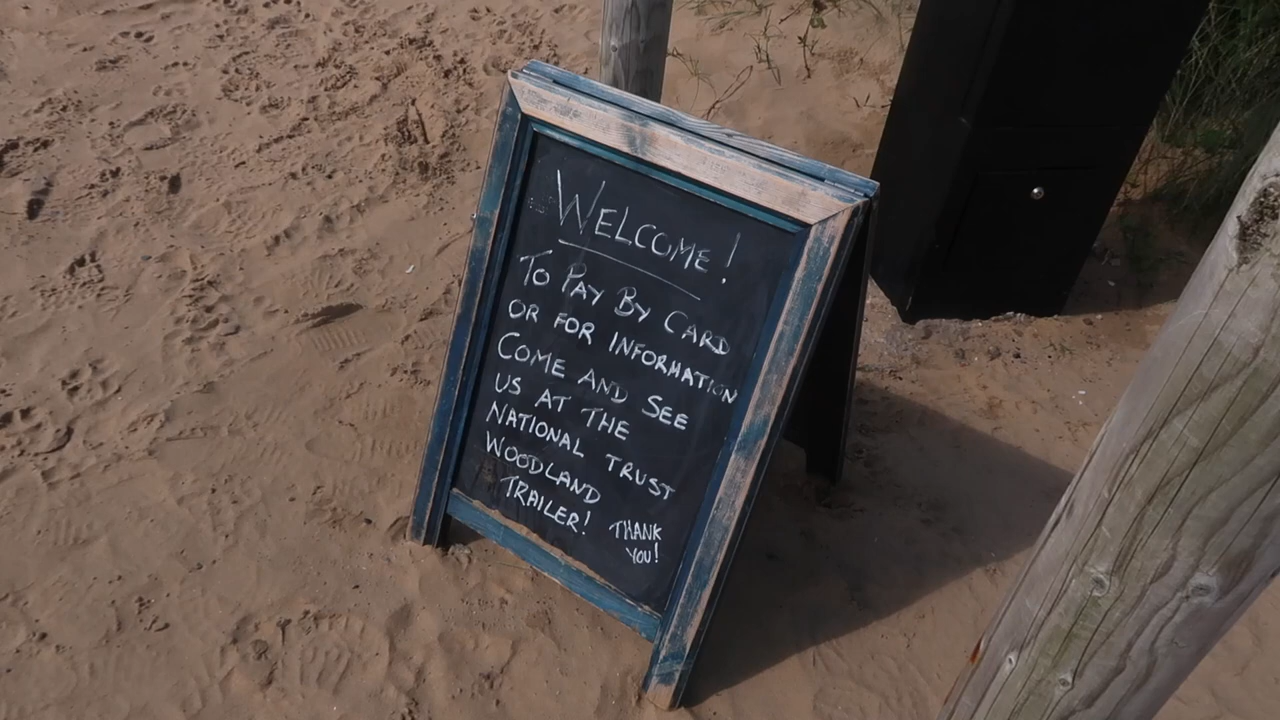 WELCOME!
TO PAY BY CARD
OR FOR INFORMATION
COME AND SEE
US AT THE
NATIONAL TRUST
WOODLAND
TRAILER!
THANK
YOU!